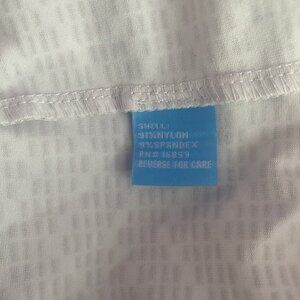 SHELL:
91%NYLON
9%SPANDEX
RN# 16859
REVERSE FOR CARE